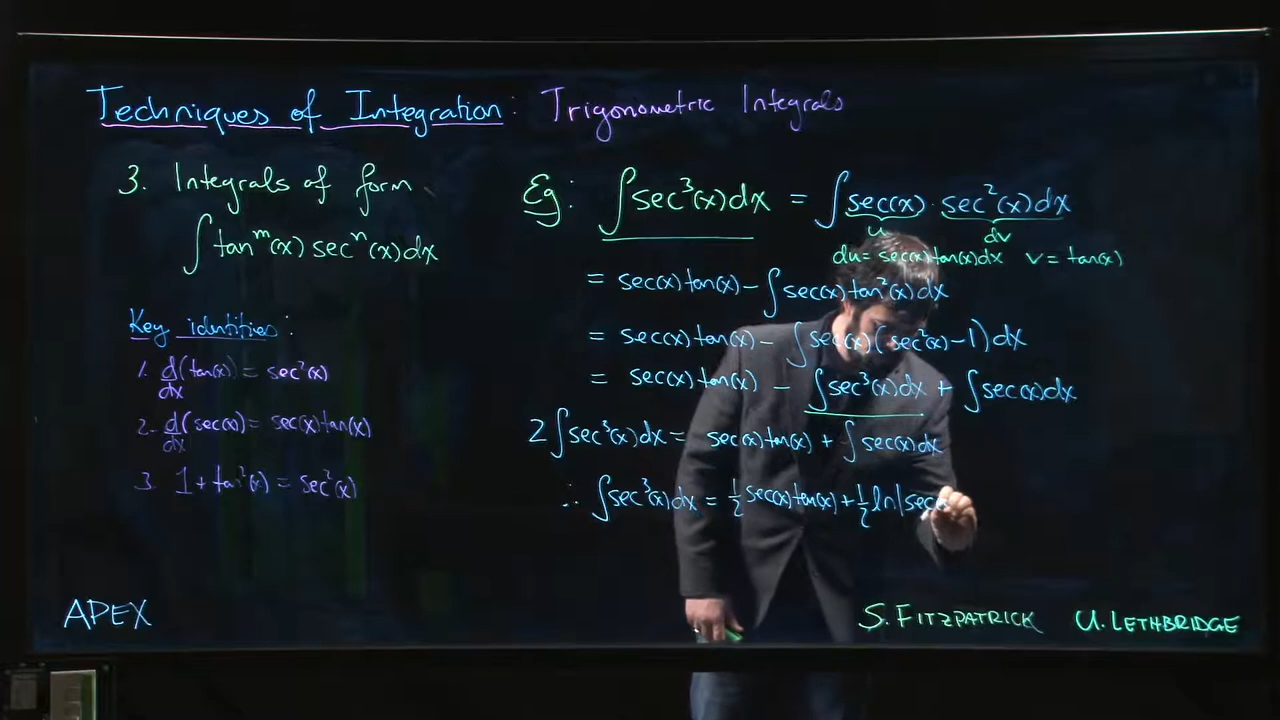 Techniques of Integration: Trigonometric Integrals
3. Integrals of form
∫tanᵐ(x) secⁿ(x)dx
Key identities:
1. d/dx (tan(x)) = sec²(x)
2. d/dx (sec(x)) = sec(x)tan(x)
3. 1 + tan²(x) = sec²(x)
Eg: ∫sec³(x)dx = ∫sec(x)·sec²(x)dx
u dv
du = sec(x)tan(x)dx v = tan(x)
= sec(x)tan(x) - ∫sec(x)tan²(x)dx
= sec(x)tan(x) - ∫sec(x)(sec²(x)-1)dx
= sec(x)tan(x) - ∫sec³(x)dx + ∫sec(x)dx
2∫sec³(x)dx = sec(x)tan(x) + ∫sec(x)dx
∴ ∫sec³(x)dx = ½sec(x)tan(x) + ½ln|sec(x
APEX
S. FITZPATRICK U. LETHBRIDGE